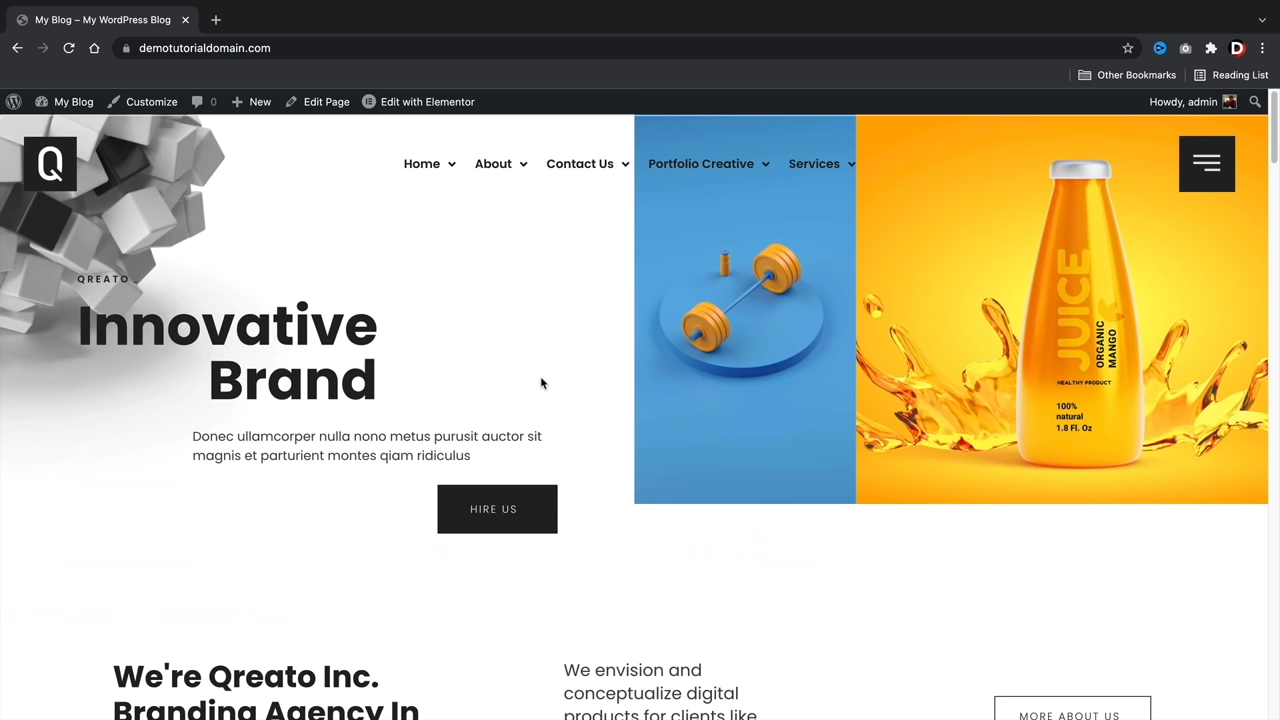 My Blog – My WordPress Blog
demotutorialdomain.com
Other Bookmarks
Reading List
My Blog
Customize
0
New
Edit Page
Edit with Elementor
Howdy, admin
Q
Home
About
Contact Us
Portfolio Creative
Services
QREATO
Innovative
Brand
Donec ullamcorper nulla nono metus purusit auctor sit
magnis et parturient montes qiam ridiculus
HIRE US
JUICE
ORGANIC
MANGO
HEALTHY PRODUCT
100%
natural
1.8 Fl. Oz
We're Qreato Inc.
Branding Agency In
We envision and
conceptualize digital
products for clients like
MORE ABOUT US